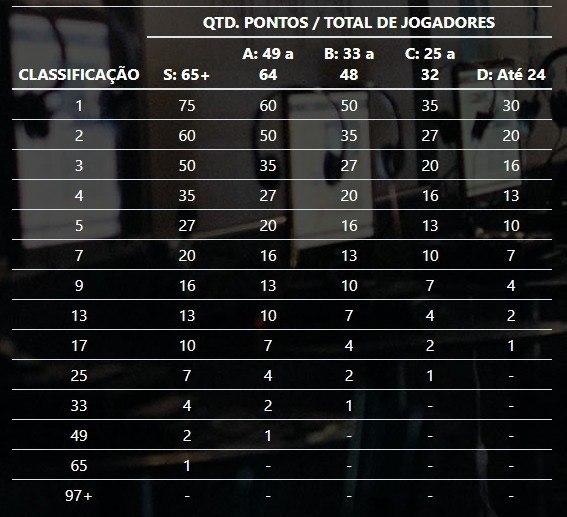 QTD. PONTOS / TOTAL DE JOGADORES
CLASSIFICAÇÃO S: 65+ A: 49 a 64 B: 33 a 48 C: 25 a 32 D: Até 24
1 75 60 50 35 30
2 60 50 35 27 20
3 50 35 27 20 16
4 35 27 20 16 13
5 27 20 16 13 10
7 20 16 13 10 7
9 16 13 10 7 4
13 13 10 7 4 2
17 10 7 4 2 1
25 7 4 2 1 -
33 4 2 1 - -
49 2 1 - - -
65 1 - - - -
97+ - - - - -